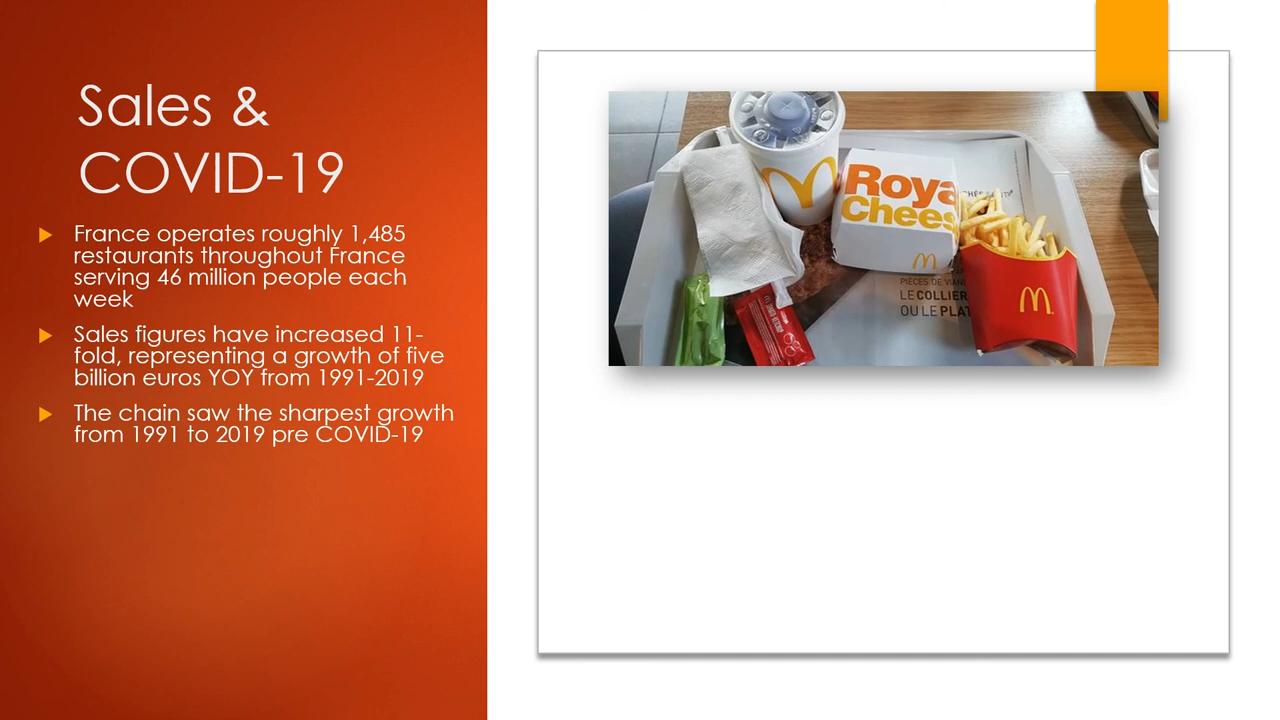 Sales &
COVID-19
France operates roughly 1,485
restaurants throughout France
serving 46 million people each
week
Sales figures have increased 11-
fold, representing a growth of five
billion euros YOY from 1991-2019
The chain saw the sharpest growth
from 1991 to 2019 pre COVID-19
Roya
Chees
PIÈCES DE VIAN
LE COLLIER
OU LE PLAT